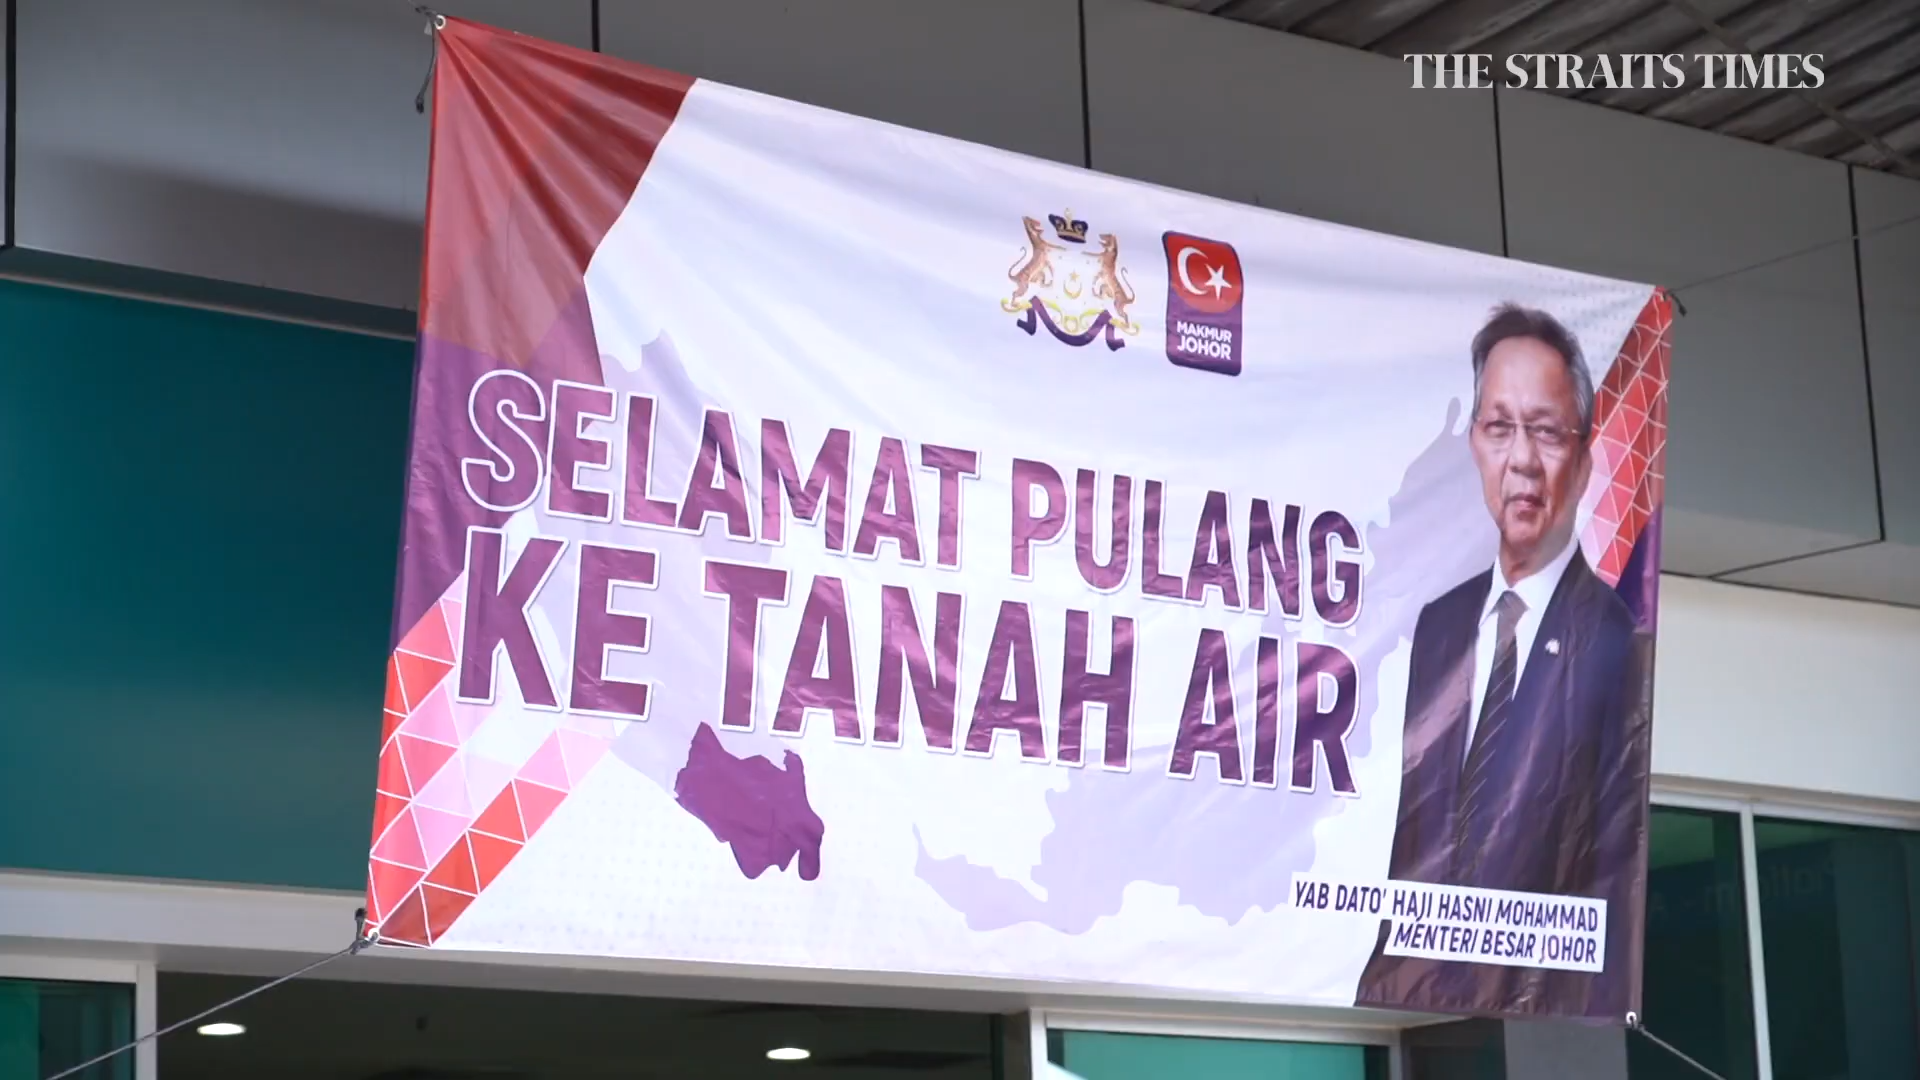 THE STRAITS TIMES
MAKMUR
JOHOR
SELAMAT PULANG
KE TANAH AIR
YAB DATO' HAJI HASNI MOHAMMAD
MENTERI BESAR JOHOR